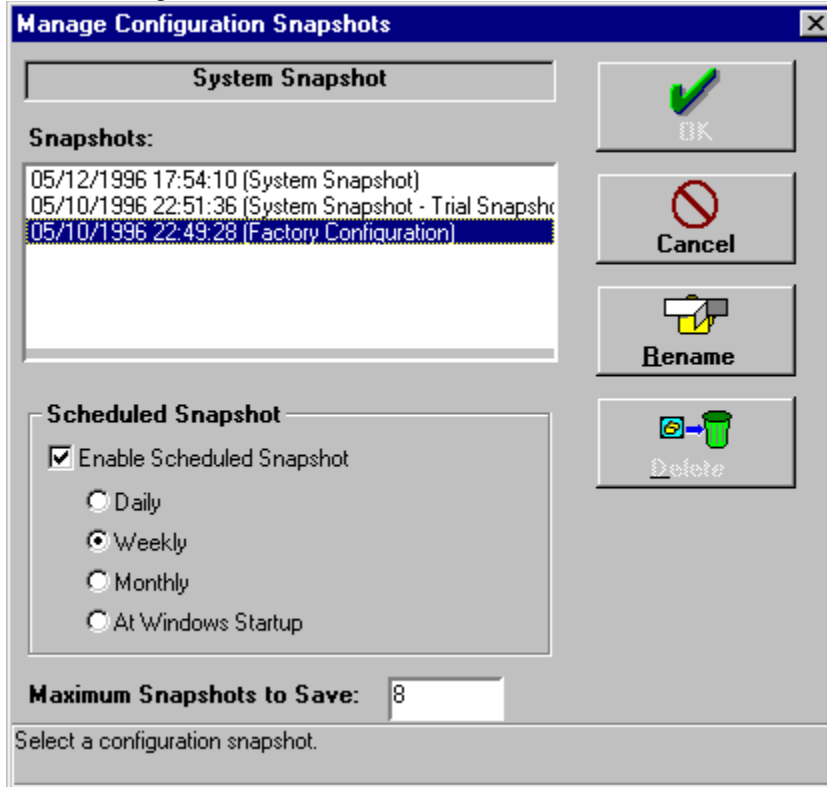 Manage Configuration Snapshots
System Snapshot
Snapshots:
05/12/1996 17:54:10 (System Snapshot)
05/10/1996 22:51:36 (System Snapshot - Trial Snapsho
05/10/1996 22:49:28 (Factory Configuration)
OK
Cancel
Rename
Delete
Scheduled Snapshot
Enable Scheduled Snapshot
Daily
Weekly
Monthly
At Windows Startup
Maximum Snapshots to Save: 8
Select a configuration snapshot.